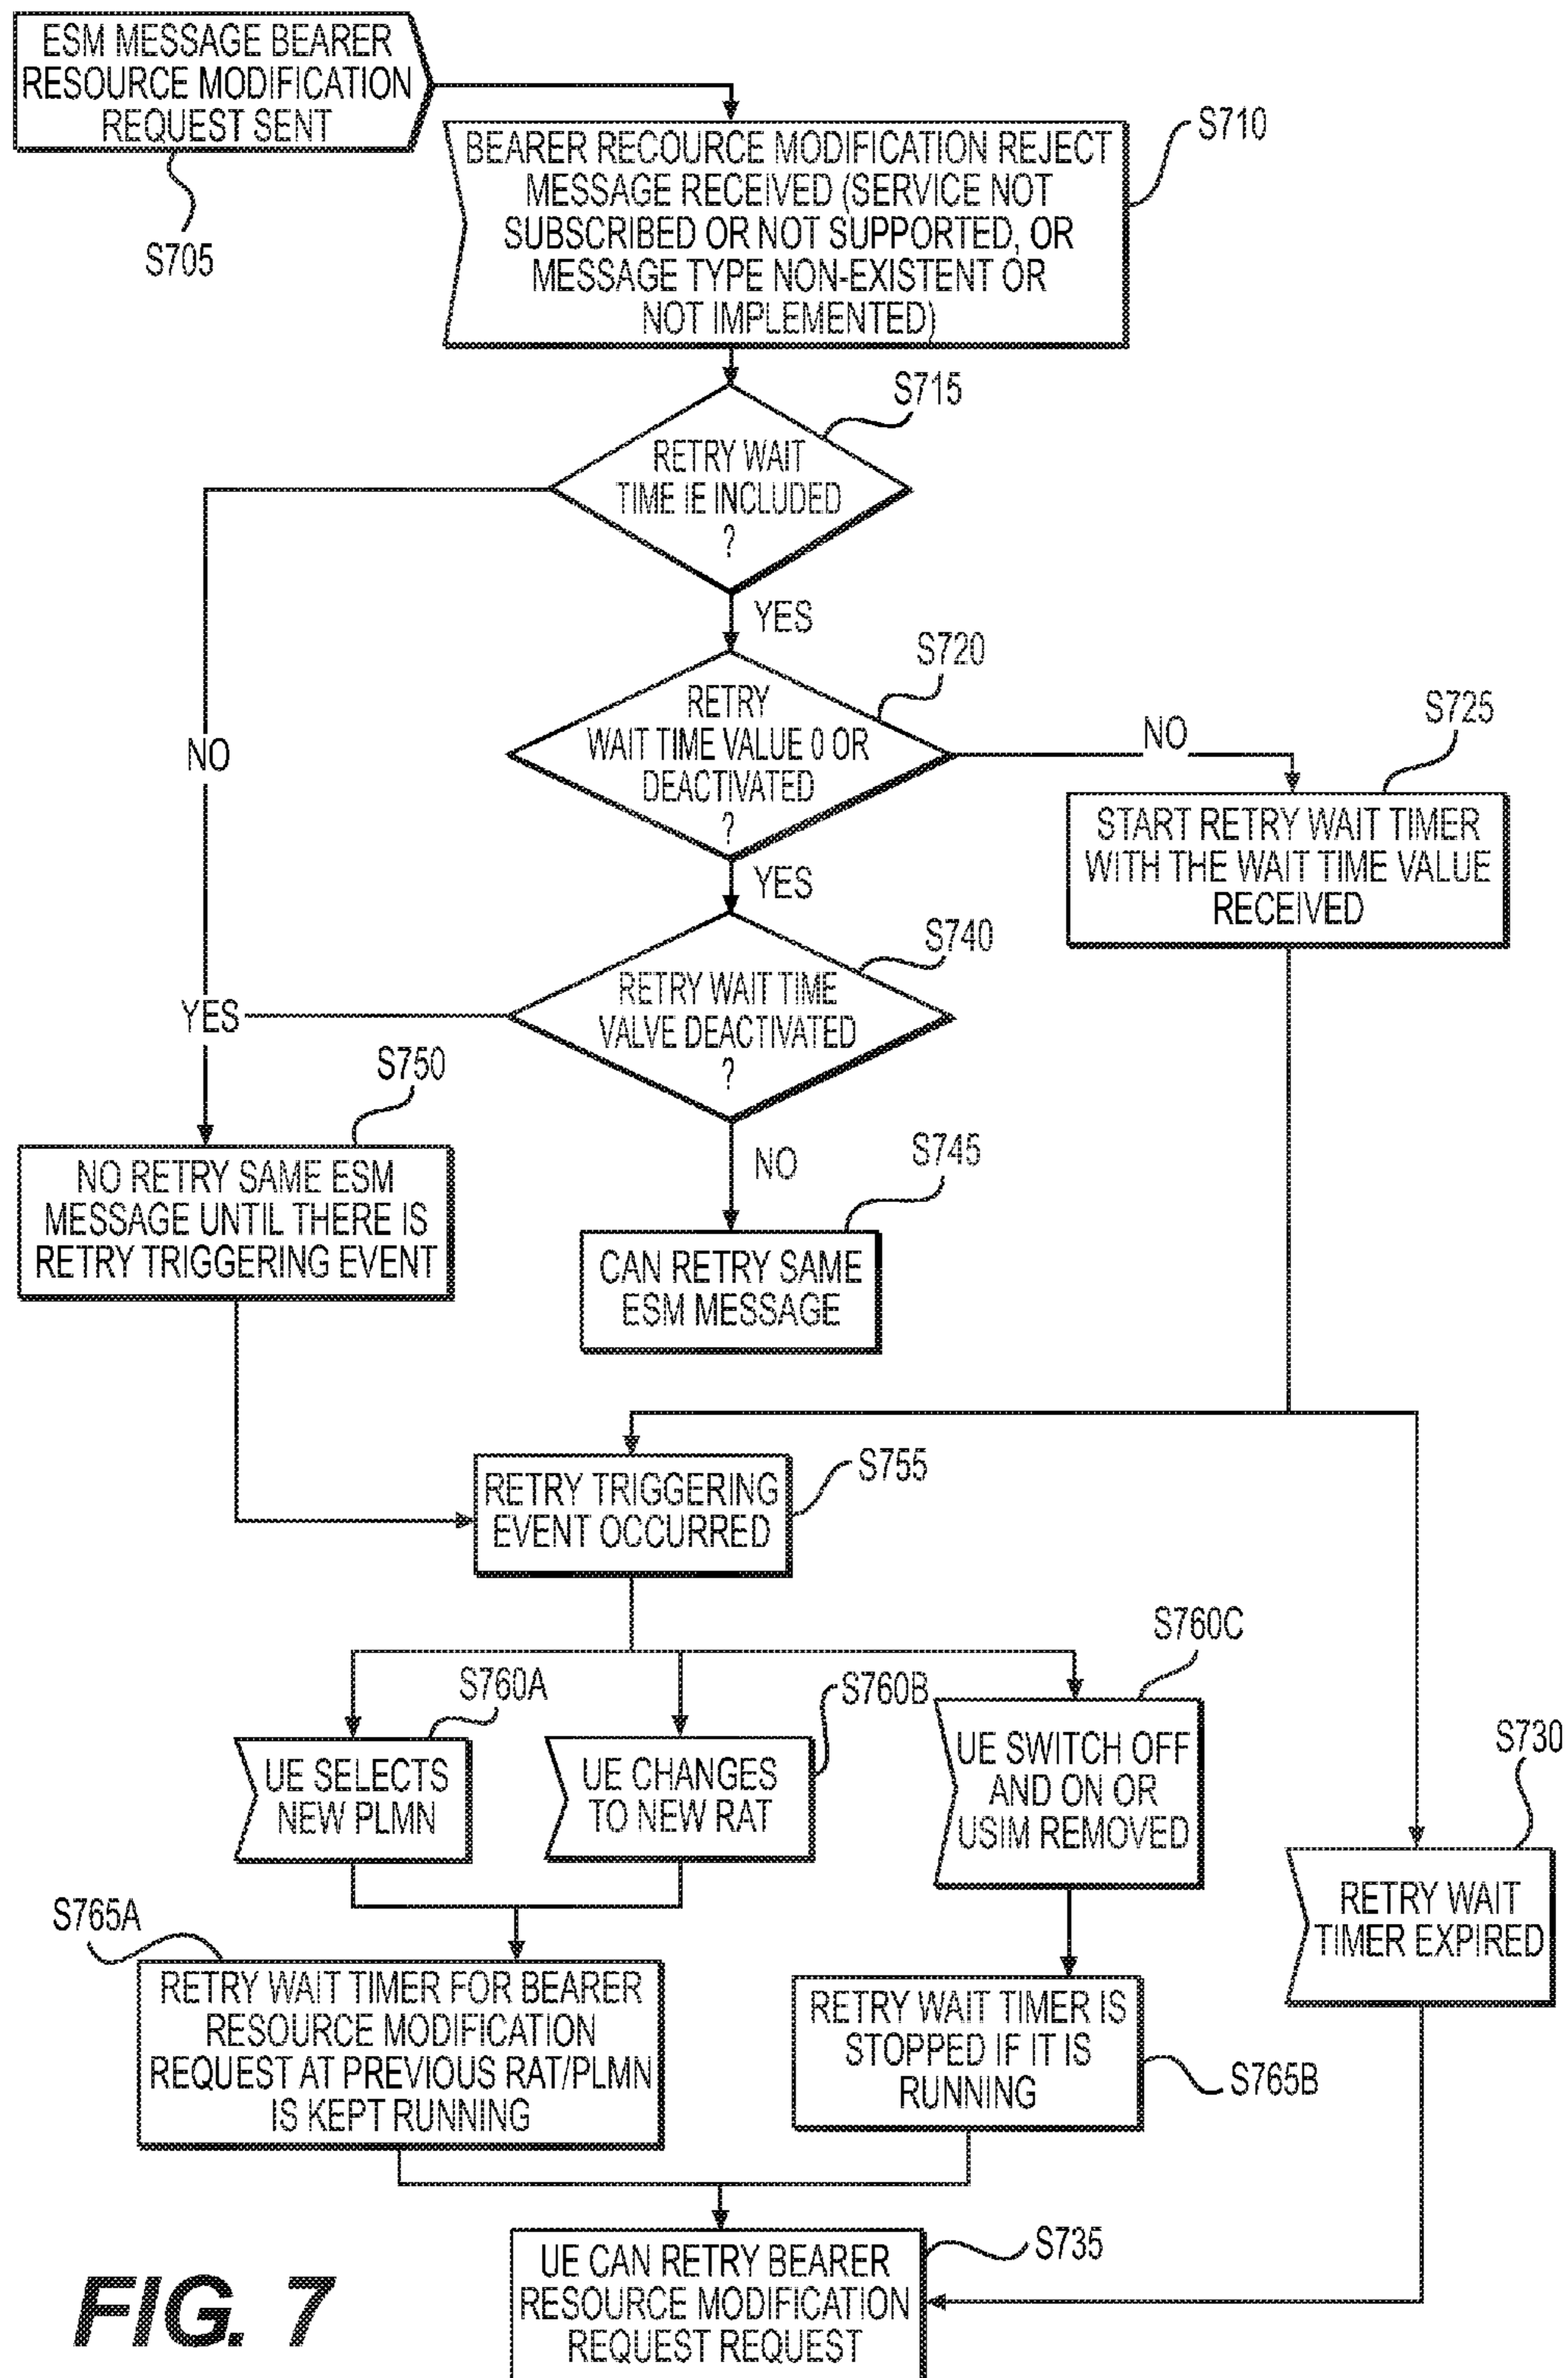 ESM MESSAGE BEARER
RESOURCE MODIFICATION
REQUEST SENT
S705
BEARER RECOURCE MODIFICATION REJECT
MESSAGE RECEIVED (SERVICE NOT
SUBSCRIBED OR NOT SUPPORTED, OR
MESSAGE TYPE NON-EXISTENT OR
NOT IMPLEMENTED)
S710
S715
RETRY WAIT
TIME IE INCLUDED
?
NO
YES
S720
RETRY
WAIT TIME VALUE 0 OR
DEACTIVATED
?
NO
S725
START RETRY WAIT TIMER
WITH THE WAIT TIME VALUE
RECEIVED
YES
S740
RETRY WAIT TIME
VALVE DEACTIVATED
?
YES
S750
NO RETRY SAME ESM
MESSAGE UNTIL THERE IS
RETRY TRIGGERING EVENT
NO
S745
CAN RETRY SAME
ESM MESSAGE
RETRY TRIGGERING
EVENT OCCURRED
S755
S760A
UE SELECTS
NEW PLMN
S760B
UE CHANGES
TO NEW RAT
S760C
UE SWITCH OFF
AND ON OR
USIM REMOVED
S730
RETRY WAIT
TIMER EXPIRED
S765A
RETRY WAIT TIMER FOR BEARER
RESOURCE MODIFICATION
REQUEST AT PREVIOUS RAT/PLMN
IS KEPT RUNNING
RETRY WAIT TIMER IS
STOPPED IF IT IS
RUNNING
S765B
UE CAN RETRY BEARER
RESOURCE MODIFICATION
REQUEST REQUEST
S735
FIG. 7